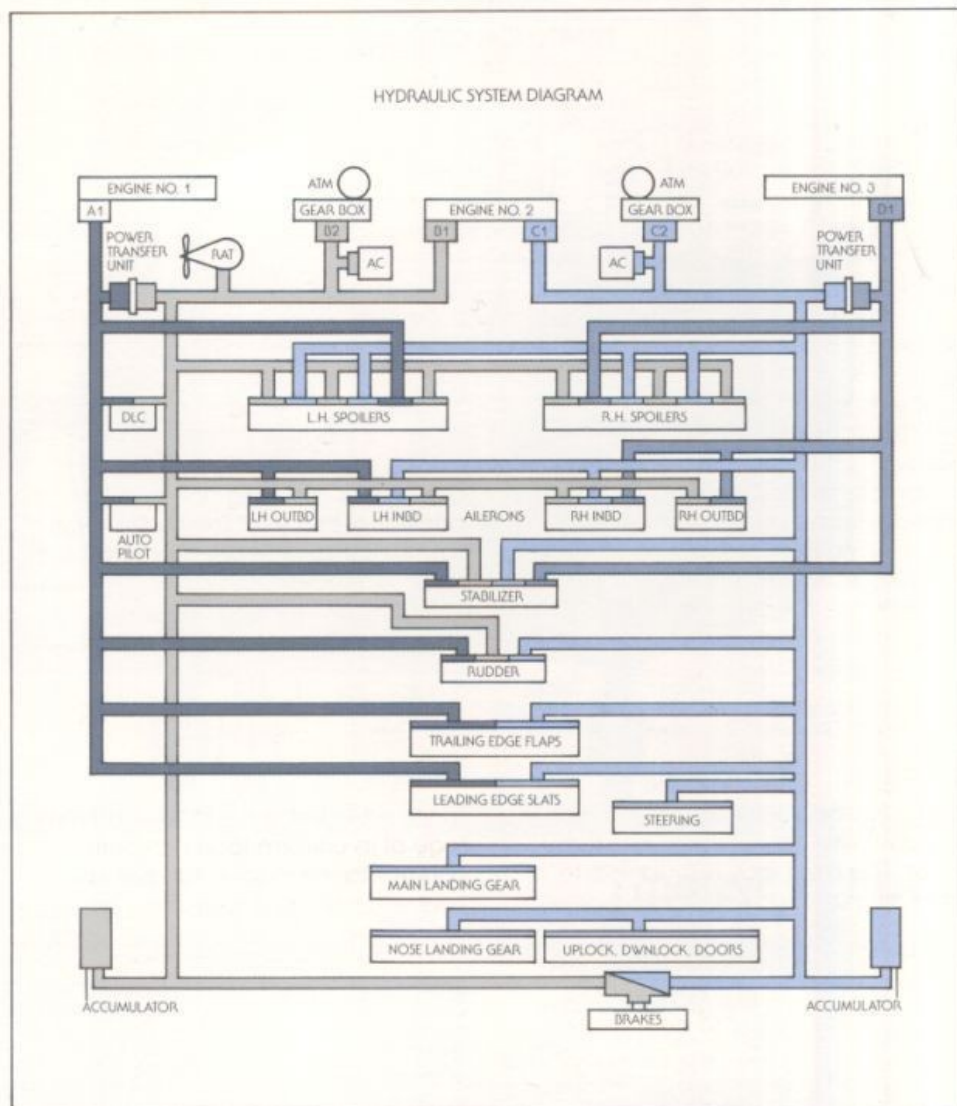 HYDRAULIC SYSTEM DIAGRAM
ENGINE NO. 1
A1
ATM
GEAR BOX
B2
ENGINE NO. 2
B1
C1
ATM
GEAR BOX
C2
ENGINE NO. 3
D1
POWER
TRANSFER
UNIT
RAT
AC
AC
POWER
TRANSFER
UNIT
DLC
L.H. SPOILERS
R.H. SPOILERS
AUTO
PILOT
LH OUTBD
LH INBD
AILERONS
RH INBD
RH OUTBD
STABILIZER
RUDDER
TRAILING EDGE FLAPS
LEADING EDGE SLATS
STEERING
MAIN LANDING GEAR
NOSE LANDING GEAR
UPLOCK, DWNLOCK, DOORS
ACCUMULATOR
BRAKES
ACCUMULATOR